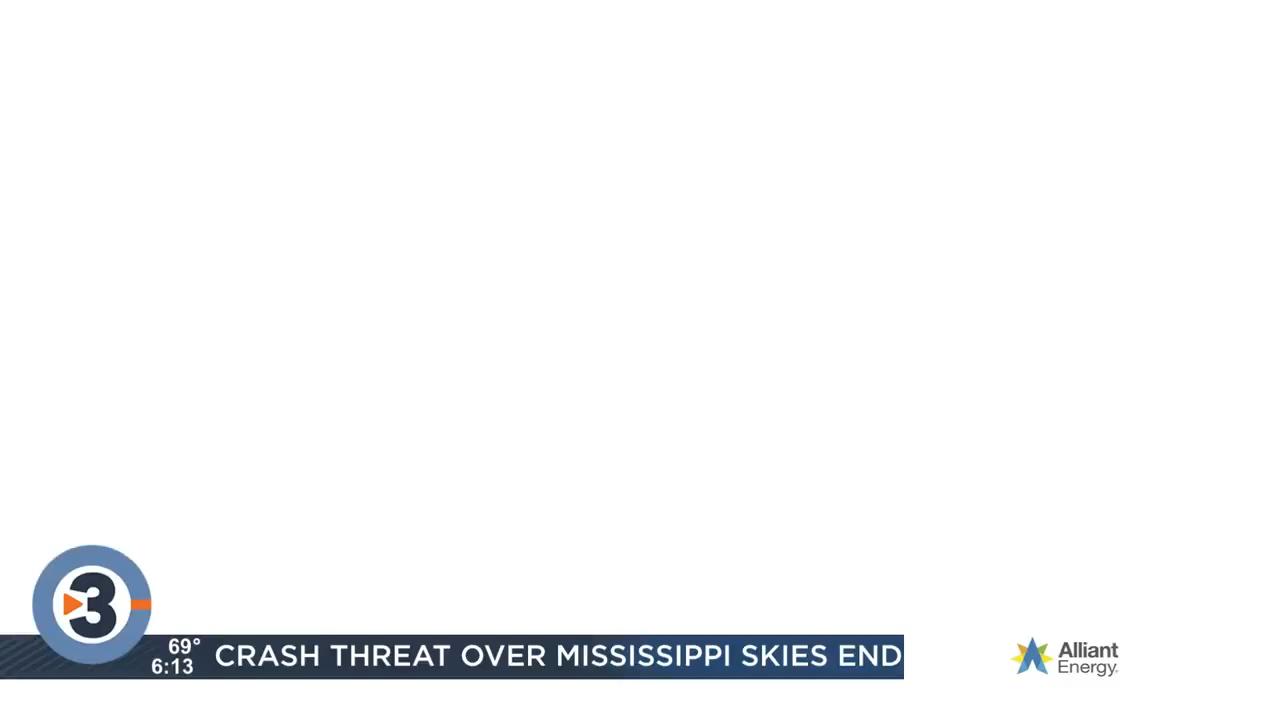 3
69°
6:13
CRASH THREAT OVER MISSISSIPPI SKIES END
Alliant
Energy